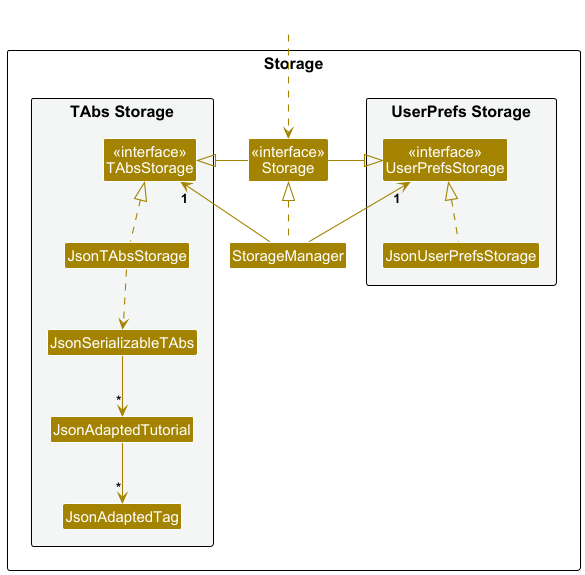 Storage
TAbs Storage
UserPrefs Storage
«interface»
TAbsStorage
«interface»
Storage
«interface»
UserPrefsStorage
1
1
JsonTAbsStorage
StorageManager
JsonUserPrefsStorage
JsonSerializableTAbs
*
JsonAdaptedTutorial
*
JsonAdaptedTag